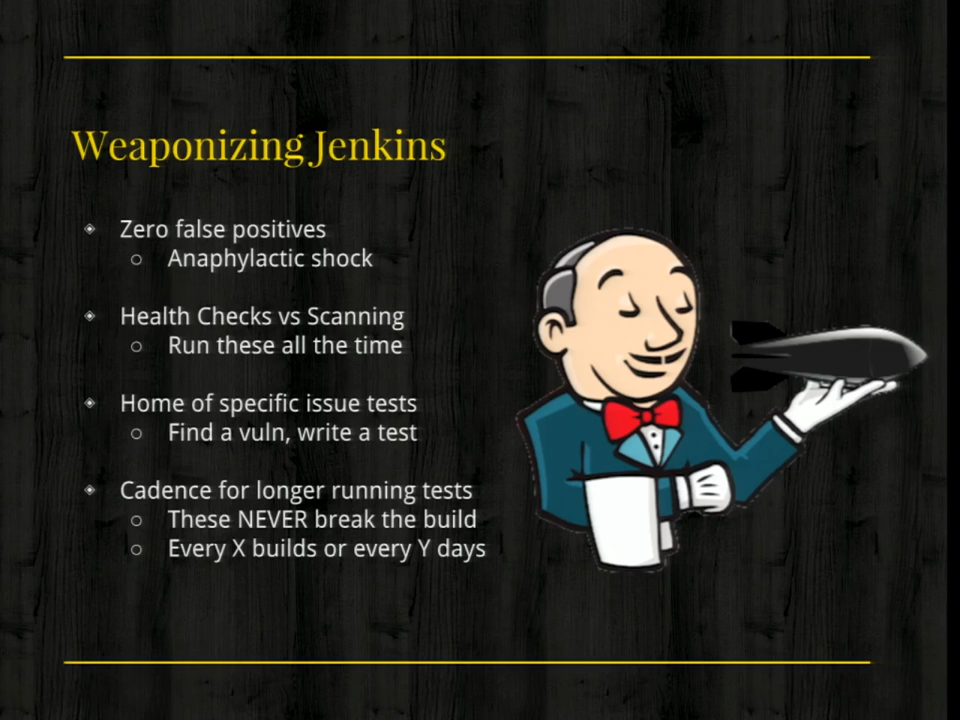 Weaponizing Jenkins
Zero false positives
Anaphylactic shock
Health Checks vs Scanning
Run these all the time
Home of specific issue tests
Find a vuln, write a test
Cadence for longer running tests
These NEVER break the build
Every X builds or every Y days